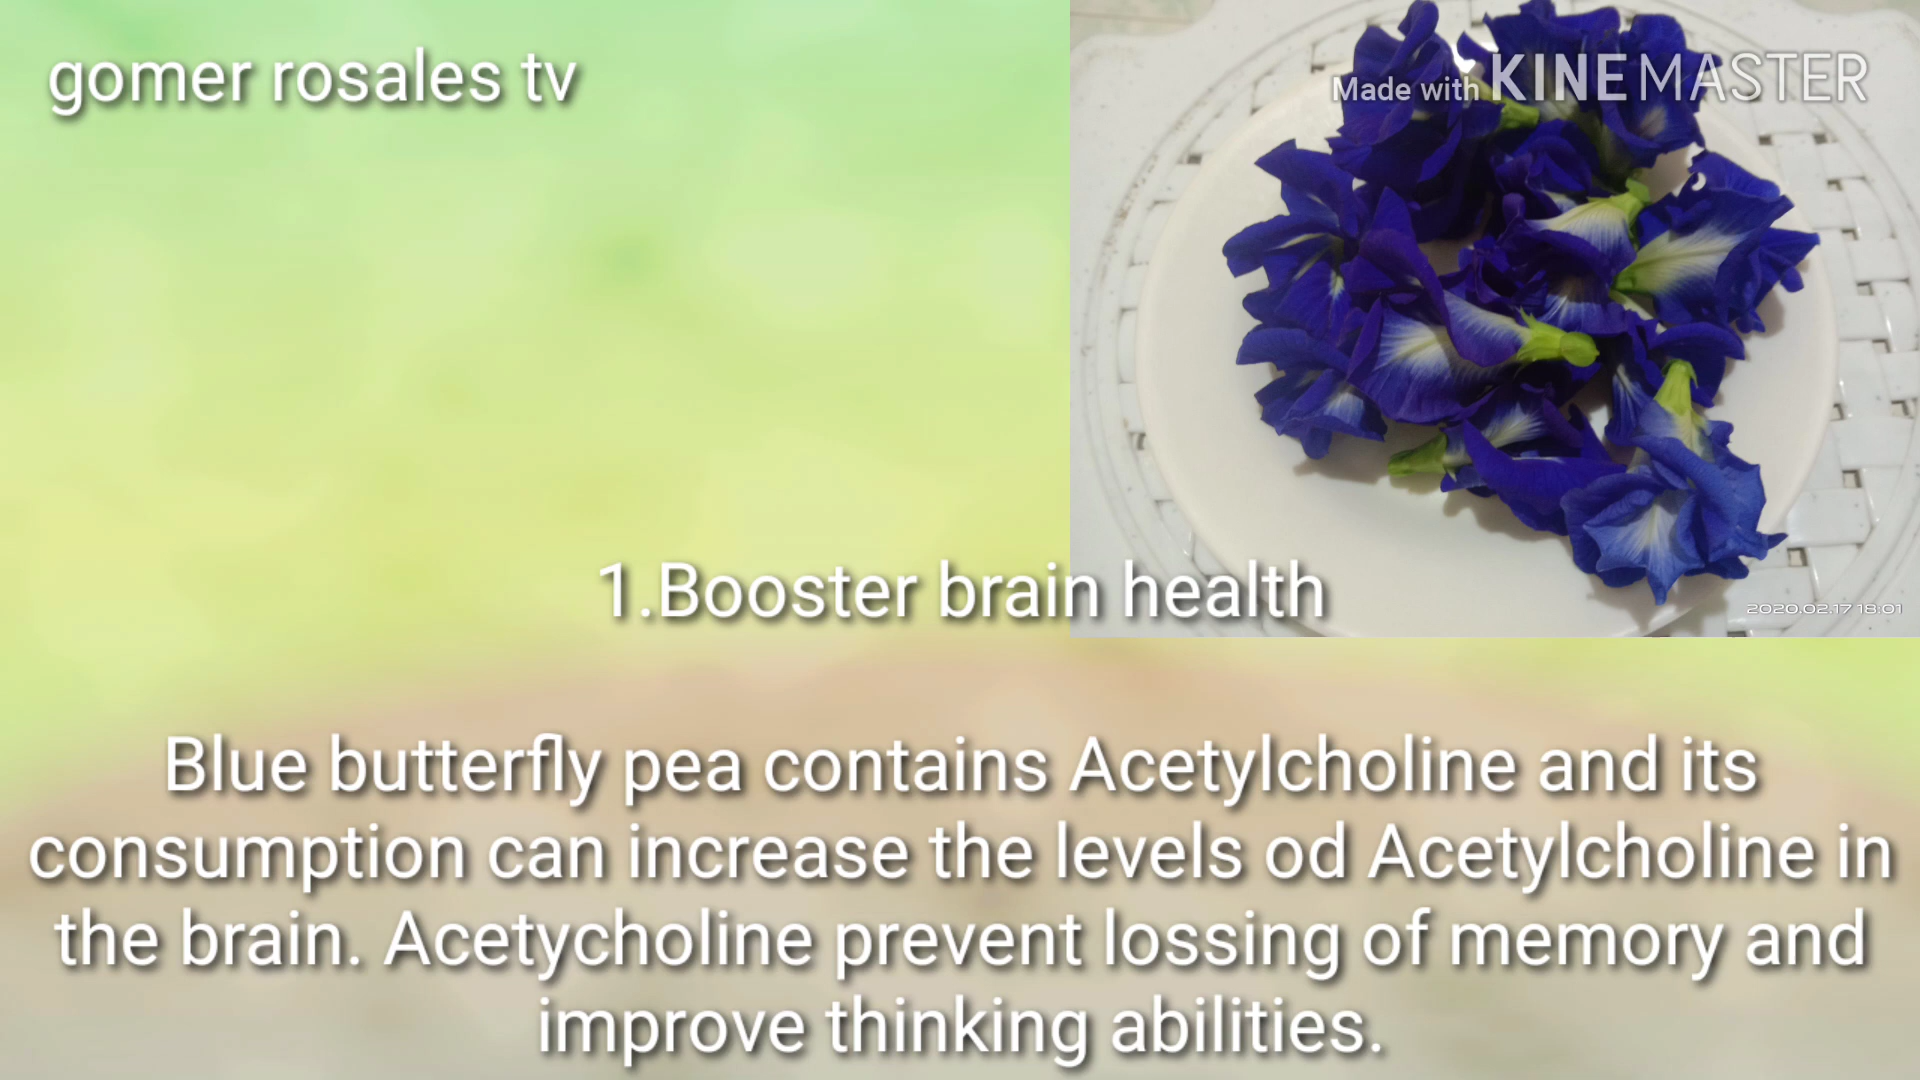 gomer rosales tv
Made with KINEMASTER
1.Booster brain health
2020.02.17 18:01
Blue butterfly pea contains Acetylcholine and its
consumption can increase the levels od Acetylcholine in
the brain. Acetycholine prevent lossing of memory and
improve thinking abilities.